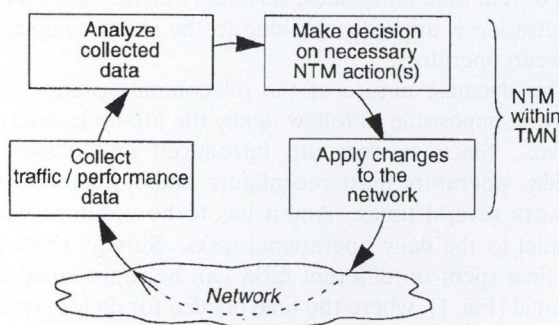 Analyze
collected
data
Make decision
on necessary
NTM action(s)
NTM
within
TMN
Collect
traffic / performance
data
Apply changes
to the
network
Network